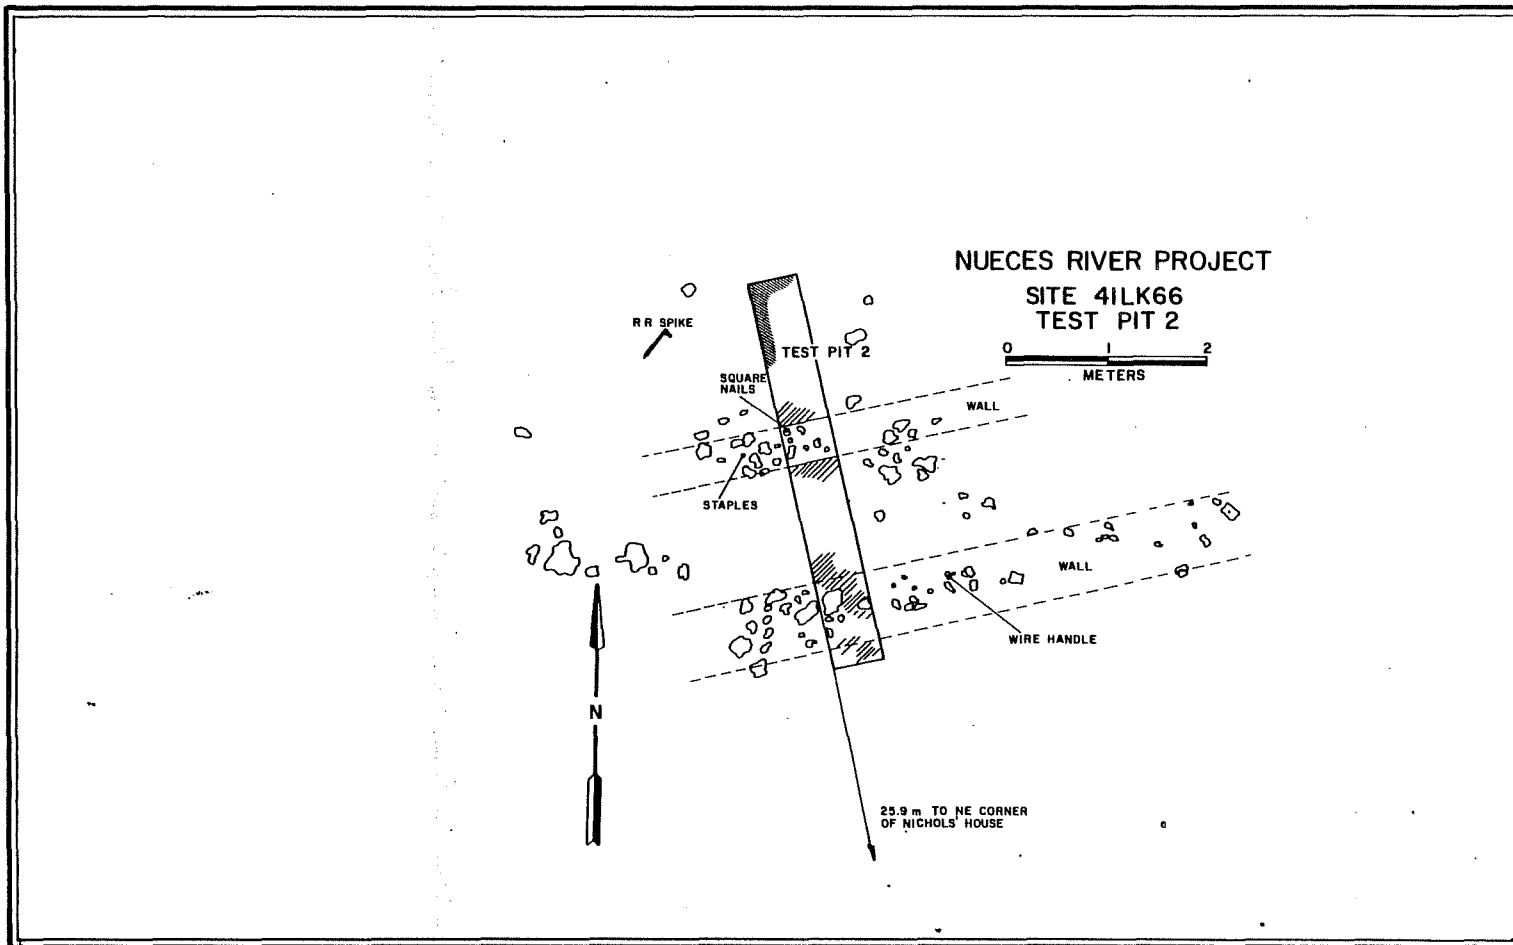 NUECES RIVER PROJECT
SITE 41LK66
TEST PIT 2
0 1 2
METERS
R R SPIKE
TEST PIT 2
SQUARE
NAILS
WALL
STAPLES
WALL
WIRE HANDLE
N
25.9 m TO NE CORNER
OF NICHOLS' HOUSE